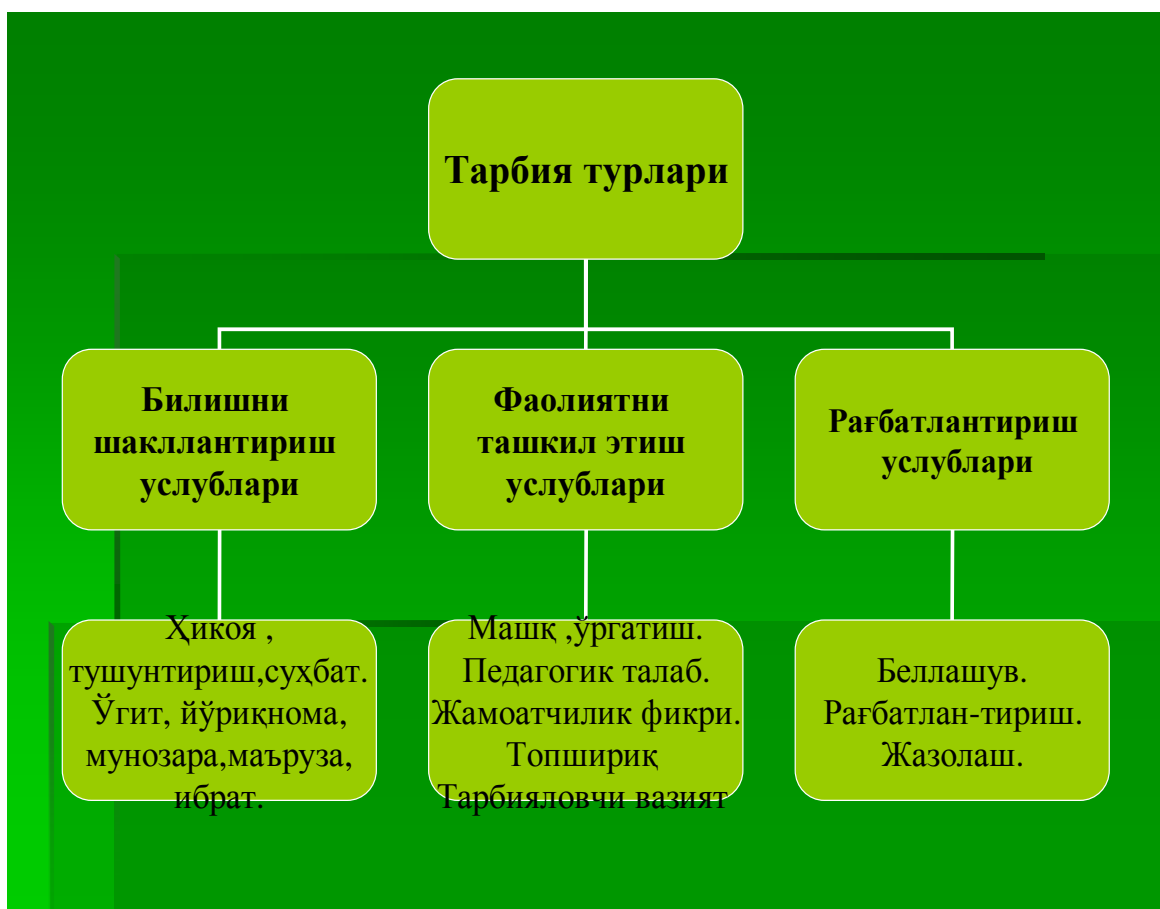 Тарбия турлари
Билишни
шакллантириш
услублари
Фаолиятни
ташкил этиш
услублари
Рағбатлантириш
услублари
Ҳикоя ,
тушунтириш,суҳбат.
Ўгит, йўриқнома,
мунозара,маъруза,
ибрат.
Машқ ,ўргатиш.
Педагогик талаб.
Жамоатчилик фикри.
Топшириқ
Тарбияловчи вазият
Беллашув.
Рағбатлан-тириш.
Жазолаш.